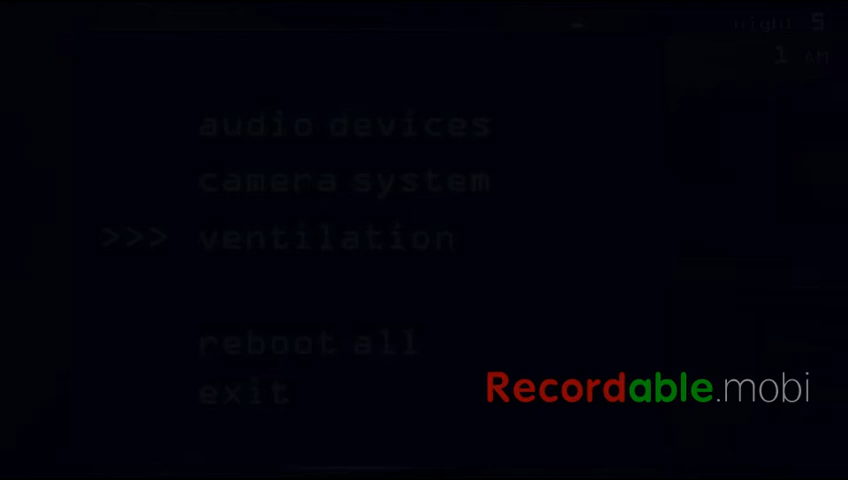 night 5
1 am
audio devices
camera system
>>> ventilation
reboot all
exit
Recordable.mobi